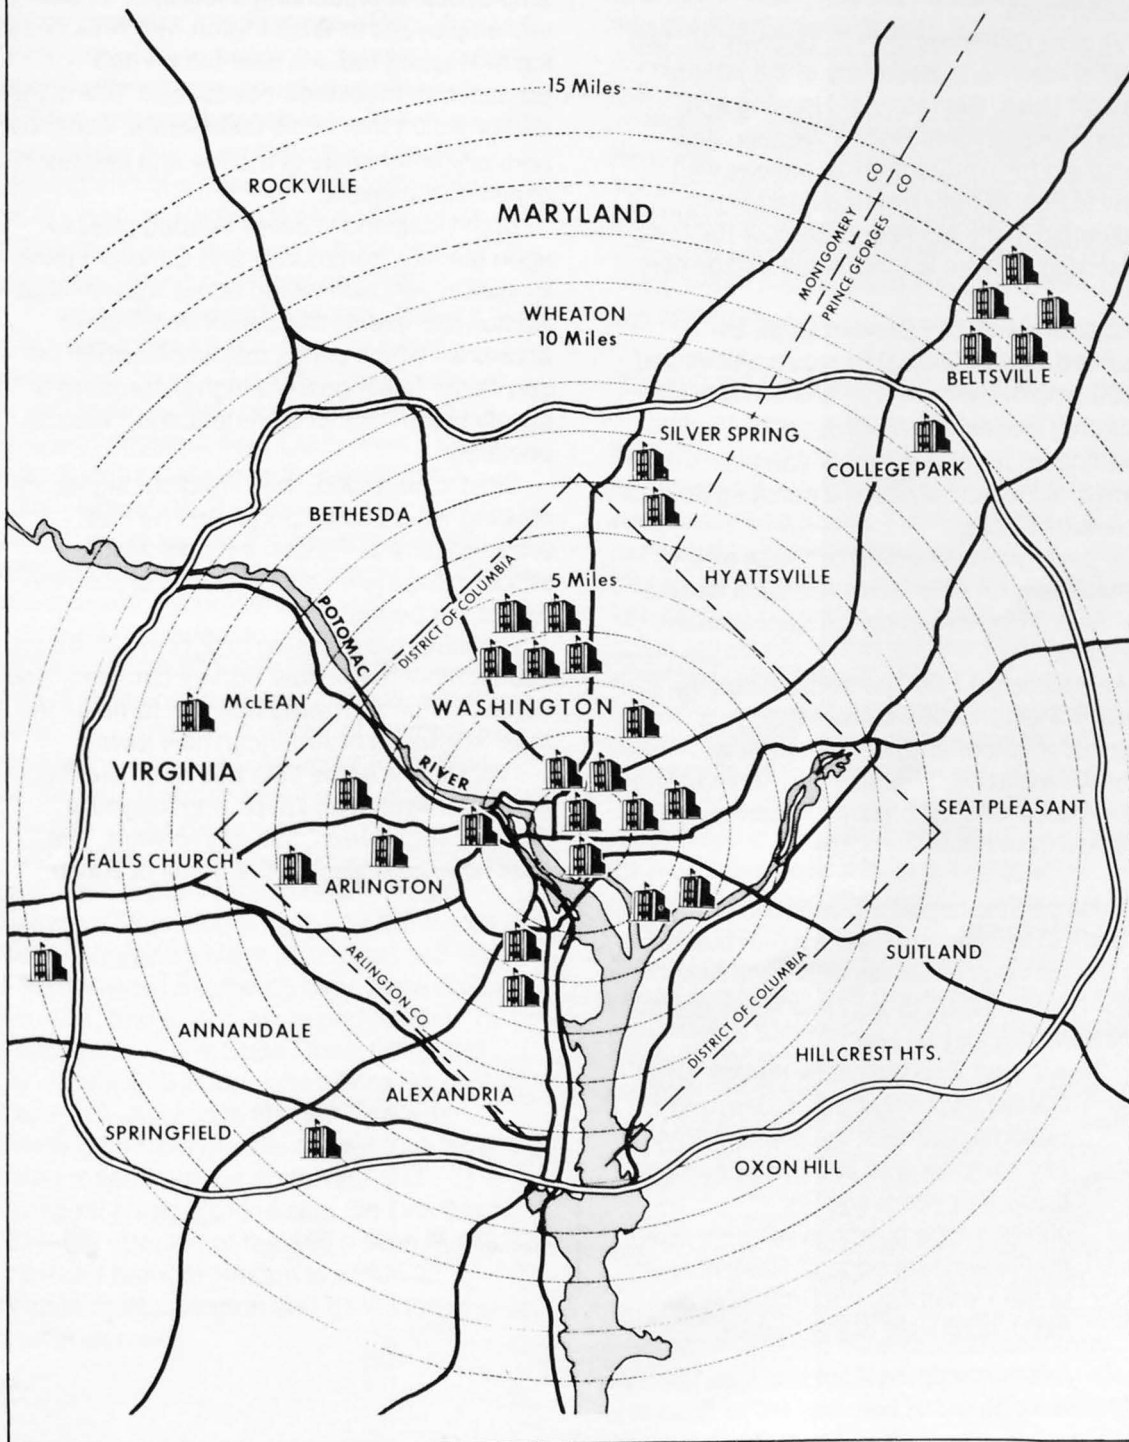 15 Miles
ROCKVILLE
MARYLAND
MONTGOMERY CO
PRINCE GEORGES CO
WHEATON
10 Miles
BELTSVILLE
SILVER SPRING
COLLEGE PARK
BETHESDA
HYATTSVILLE
5 Miles
DISTRICT OF COLUMBIA
POTOMAC
McLEAN
WASHINGTON
VIRGINIA
RIVER
SEAT PLEASANT
FALLS CHURCH
ARLINGTON
SUITLAND
ARLINGTON CO
DISTRICT OF COLUMBIA
ANNANDALE
HILLCREST HTS.
ALEXANDRIA
SPRINGFIELD
OXON HILL